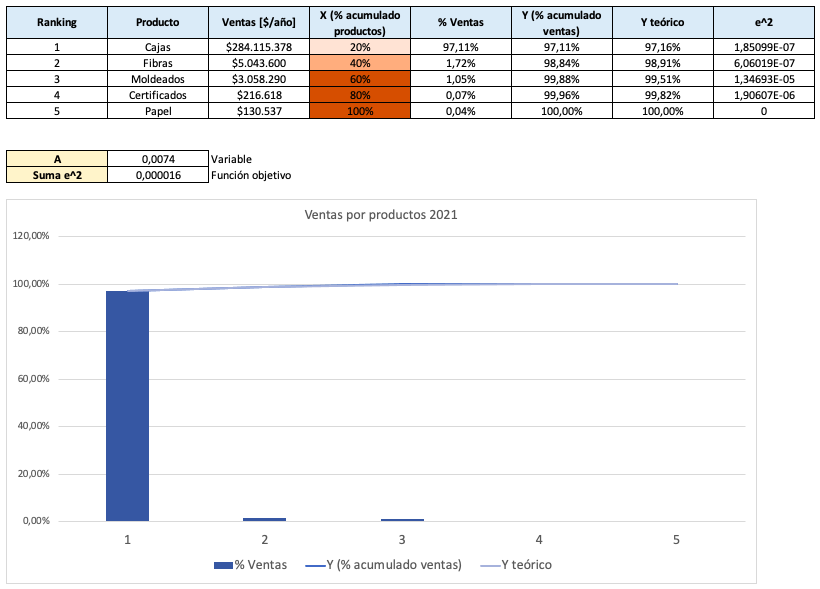 Ranking Producto Ventas [$/año] X (% acumulado productos) % Ventas Y (% acumulado ventas) Y teórico e^2
1 Cajas $284.115.378 20% 97,11% 97,11% 97,16% 1,85099E-07
2 Fibras $5.043.600 40% 1,72% 98,84% 98,91% 6,06019E-07
3 Moldeados $3.058.290 60% 1,05% 99,88% 99,51% 1,34693E-05
4 Certificados $216.618 80% 0,07% 99,96% 99,82% 1,90607E-06
5 Papel $130.537 100% 0,04% 100,00% 100,00% 0
A 0,0074 Variable
Suma e^2 0,000016 Función objetivo
Ventas por productos 2021
120,00%
100,00%
80,00%
60,00%
40,00%
20,00%
0,00%
1 2 3 4 5
% Ventas Y (% acumulado ventas) Y teórico